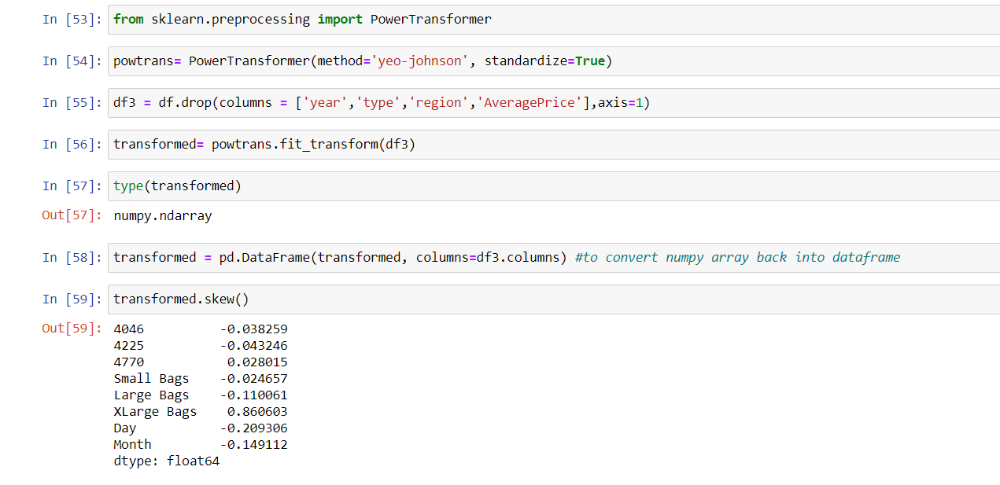 In [53]: from sklearn.preprocessing import PowerTransformer
In [54]: powtrans= PowerTransformer(method='yeo-johnson', standardize=True)
In [55]: df3 = df.drop(columns = ['year','type','region','AveragePrice'],axis=1)
In [56]: transformed= powtrans.fit_transform(df3)
In [57]: type(transformed)
Out[57]: numpy.ndarray
In [58]: transformed = pd.DataFrame(transformed, columns=df3.columns) #to convert numpy array back into dataframe
In [59]: transformed.skew()
Out[59]: 4046 -0.038259
4225 -0.043246
4770 0.028015
Small Bags -0.024657
Large Bags -0.110061
XLarge Bags 0.860603
Day -0.209306
Month -0.149112
dtype: float64